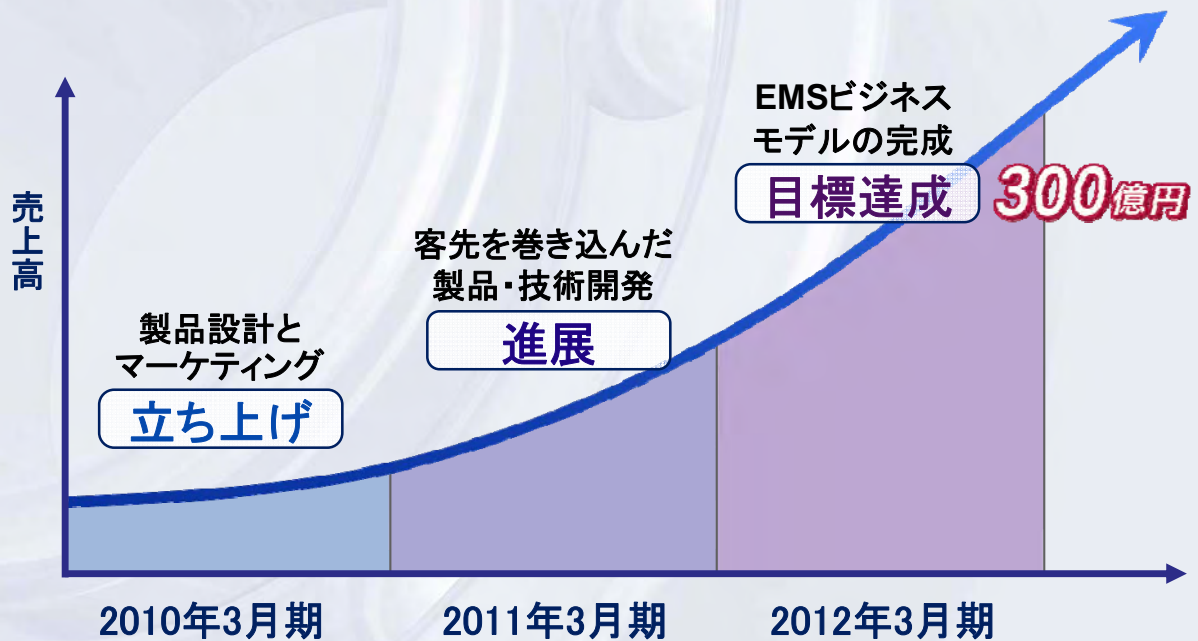 売上高
製品設計と
マーケティング
立ち上げ
客先を巻き込んだ
製品・技術開発
進展
EMSビジネス
モデルの完成
目標達成
300億円
2010年3月期
2011年3月期
2012年3月期